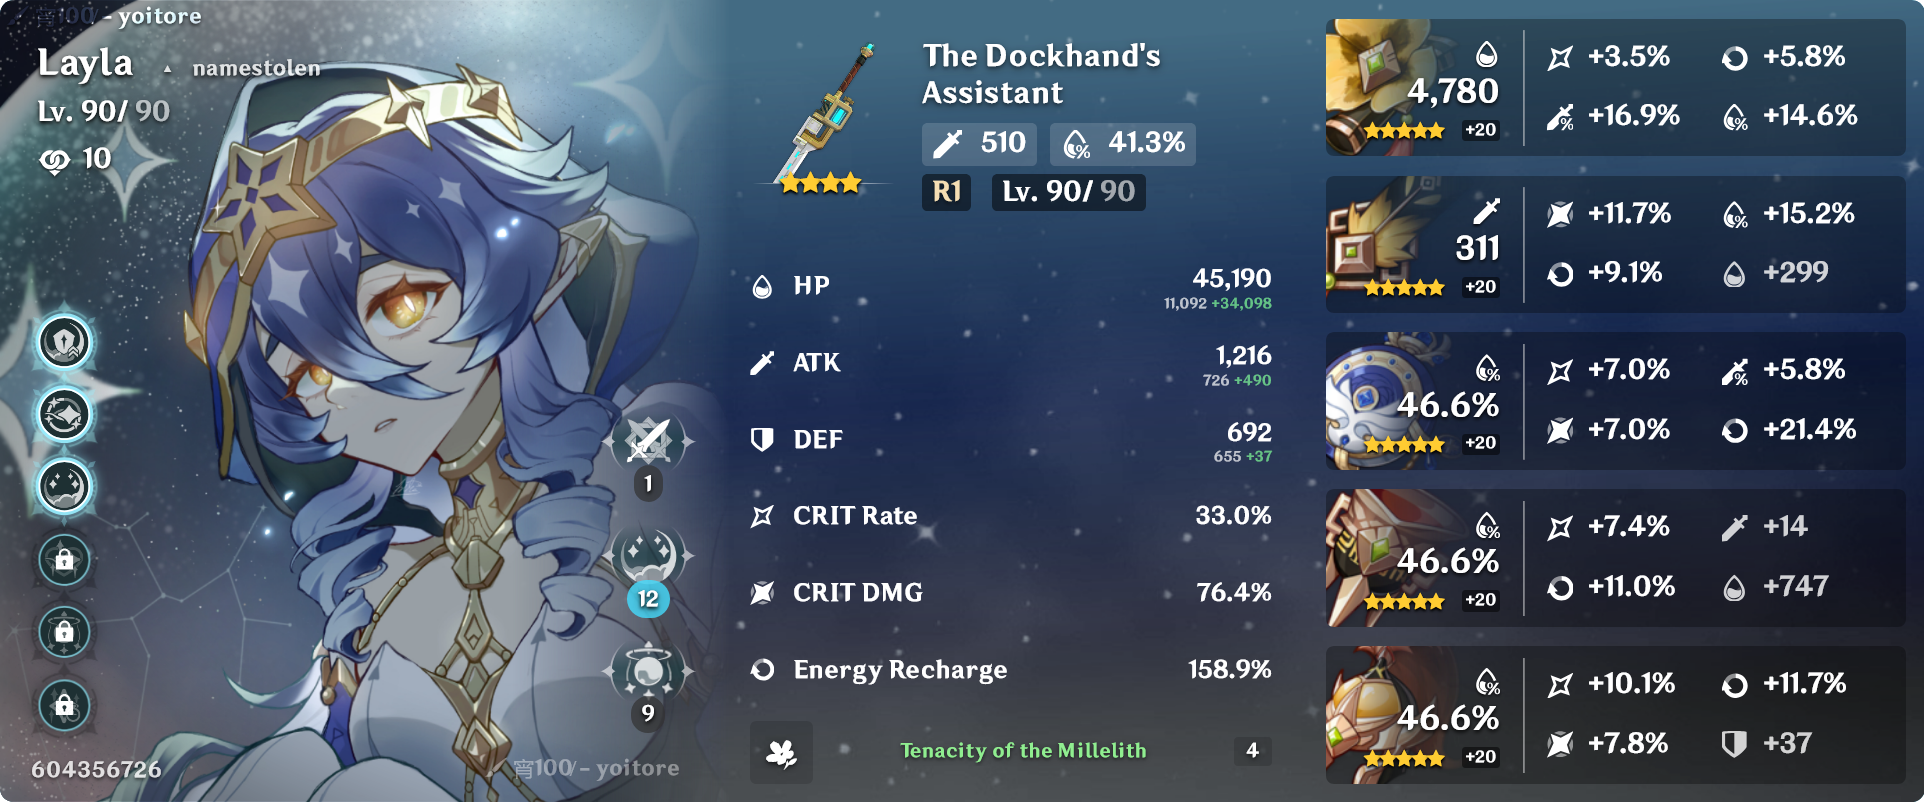 宵100/- yoitore
Layla ▲ namestolen
Lv. 90/ 90
10
1
12
9
604356726
宵100/- yoitore
The Dockhand's
Assistant
510 41.3%
R1 Lv. 90/ 90
HP 45,190
11,092 +34,098
ATK 1,216
726 +490
DEF 692
655 +37
CRIT Rate 33.0%
CRIT DMG 76.4%
Energy Recharge 158.9%
Tenacity of the Millelith 4
4,780
+20
+3.5% +5.8%
+16.9% +14.6%
311
+20
+11.7% +15.2%
+9.1% +299
46.6%
+20
+7.0% +5.8%
+7.0% +21.4%
46.6%
+20
+7.4% +14
+11.0% +747
46.6%
+20
+10.1% +11.7%
+7.8% +37